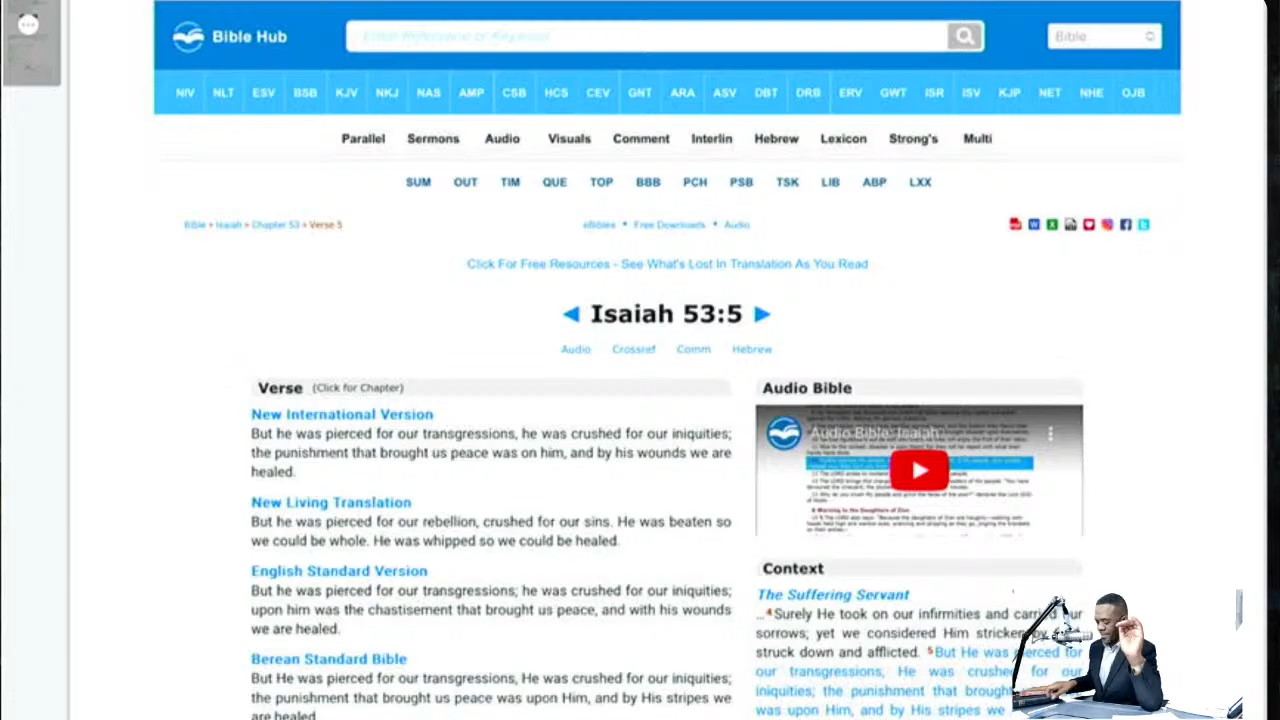 Bible Hub
Bible
NIV NLT ESV BSB KJV NKJ NAS AMP CSB HCS CEV GNT ARA ASV DBT DRB ERV GWT ISR ISV KJP NET NHE OJB
Parallel Sermons Audio Visuals Comment Interlin Hebrew Lexicon Strong's Multi
SUM OUT TIM QUE TOP BBB PCH PSB TSK LIB ABP LXX
Bible » Isaiah » Chapter 53 » Verse 5
eBibles • Free Downloads • Audio
Click For Free Resources - See What's Lost In Translation As You Read
◄ Isaiah 53:5 ►
Audio Crossref Comm Hebrew
Verse (Click for Chapter)
New International Version
But he was pierced for our transgressions, he was crushed for our iniquities;
the punishment that brought us peace was on him, and by his wounds we are
healed.
New Living Translation
But he was pierced for our rebellion, crushed for our sins. He was beaten so
we could be whole. He was whipped so we could be healed.
English Standard Version
But he was pierced for our transgressions; he was crushed for our iniquities;
upon him was the chastisement that brought us peace, and with his wounds
we are healed.
Berean Standard Bible
But He was pierced for our transgressions, He was crushed for our iniquities;
the punishment that brought us peace was upon Him, and by His stripes we
are healed
Audio Bible
Audio Bible: Isaiah
Context
The Suffering Servant
…4Surely He took on our infirmities and carried our
sorrows; yet we considered Him stricken by
struck down and afflicted. 5But He was pierced for
our transgressions, He was crushed for our
iniquities; the punishment that brought
was upon Him, and by His stripes we